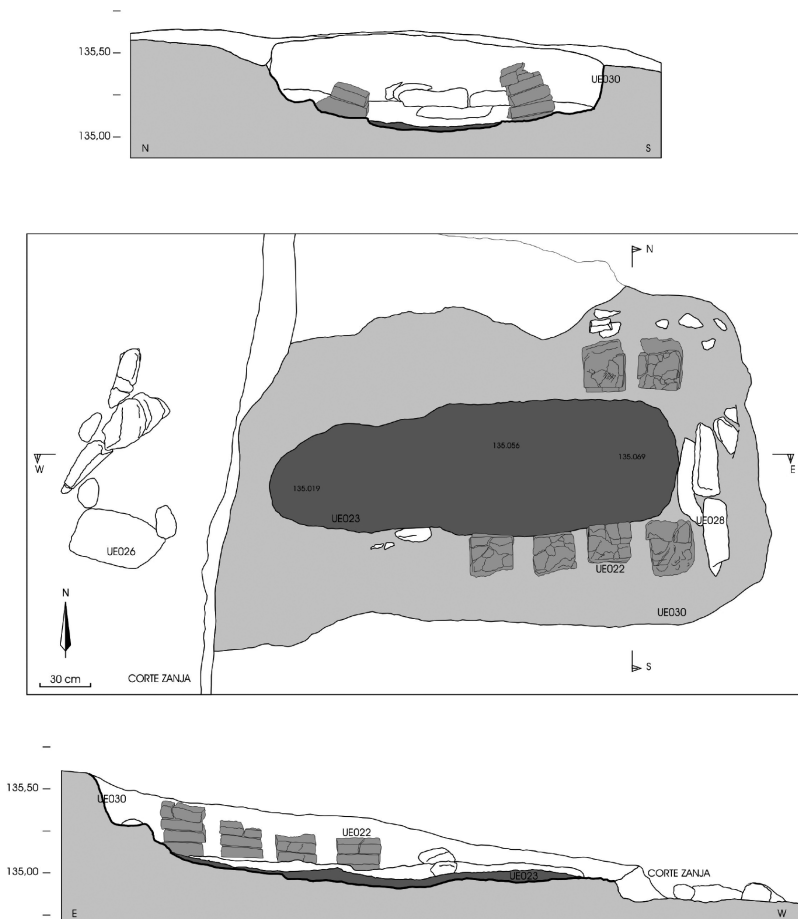 135,50
UE030
135,00
N
S
N
W
E
135.056
135.069
135.019
UE023
UE028
UE026
UE022
UE030
N
S
30 cm
CORTE ZANJA
135,50
UE030
UE022
135,00
UE023
CORTE ZANJA
E
W